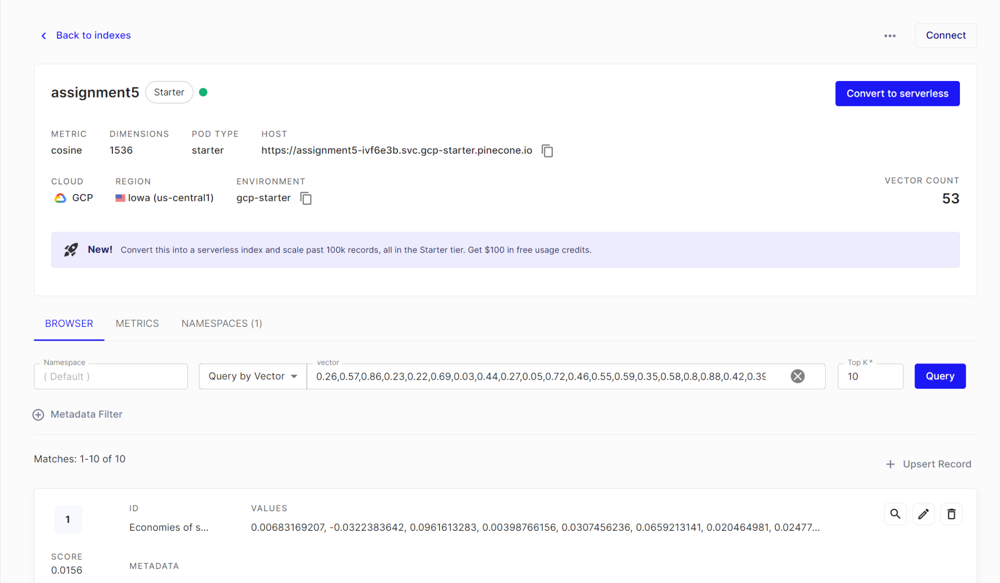 Back to indexes
Connect
assignment5 Starter
Convert to serverless
METRIC DIMENSIONS POD TYPE HOST
cosine 1536 starter https://assignment5-ivf6e3b.svc.gcp-starter.pinecone.io
CLOUD REGION ENVIRONMENT VECTOR COUNT
GCP Iowa (us-central1) gcp-starter 53
New! Convert this into a serverless index and scale past 100k records, all in the Starter tier. Get $100 in free usage credits.
BROWSER METRICS NAMESPACES (1)
Namespace vector Top K *
( Default ) Query by Vector 0.26,0.57,0.86,0.23,0.22,0.69,0.03,0.44,0.27,0.05,0.72,0.46,0.55,0.59,0.35,0.58,0.8,0.88,0.42,0.39 10 Query
Metadata Filter
Matches: 1-10 of 10
+ Upsert Record
ID VALUES
1 Economies of s... 0.00683169207, -0.0322383642, 0.0961613283, 0.00398766156, 0.0307456236, 0.0659213141, 0.020464981, 0.02477...
SCORE
METADATA
0.0156